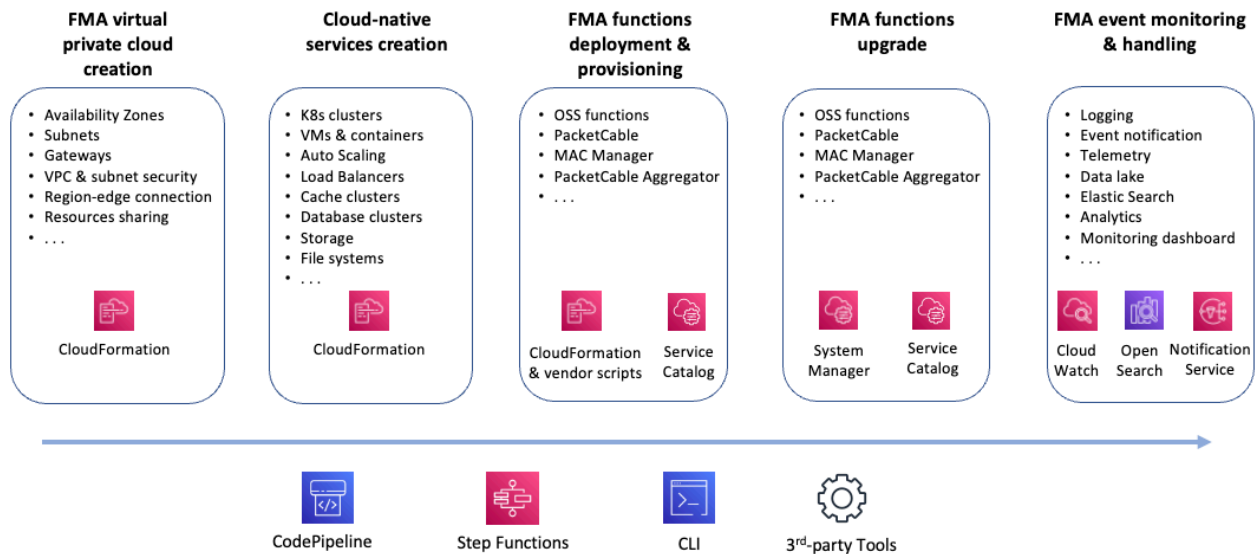 FMA virtual
private cloud
creation
Cloud-native
services creation
FMA functions
deployment &
provisioning
FMA functions
upgrade
FMA event monitoring
& handling
• Availability Zones
• Subnets
• Gateways
• VPC & subnet security
• Region-edge connection
• Resources sharing
• . . .
CloudFormation
• K8s clusters
• VMs & containers
• Auto Scaling
• Load Balancers
• Cache clusters
• Database clusters
• Storage
• File systems
• . . .
CloudFormation
• OSS functions
• PacketCable
• MAC Manager
• PacketCable Aggregator
• . . .
CloudFormation
& vendor scripts
Service
Catalog
• OSS functions
• PacketCable
• MAC Manager
• PacketCable Aggregator
• . . .
System
Manager
Service
Catalog
• Logging
• Event notification
• Telemetry
• Data lake
• Elastic Search
• Analytics
• Monitoring dashboard
• . . .
Cloud
Watch
Open
Search
Notification
Service
CodePipeline
Step Functions
CLI
3rd-party Tools